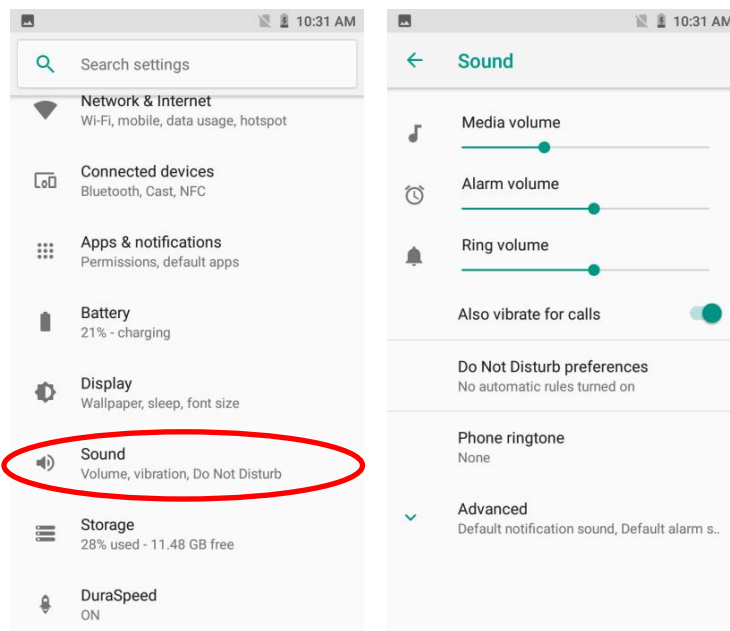 10:31 AM
Search settings
Network & Internet
Wi-Fi, mobile, data usage, hotspot
Connected devices
Bluetooth, Cast, NFC
Apps & notifications
Permissions, default apps
Battery
21% - charging
Display
Wallpaper, sleep, font size
Sound
Volume, vibration, Do Not Disturb
Storage
28% used - 11.48 GB free
DuraSpeed
ON
10:31 AM
Sound
Media volume
Alarm volume
Ring volume
Also vibrate for calls
Do Not Disturb preferences
No automatic rules turned on
Phone ringtone
None
Advanced
Default notification sound, Default alarm s..